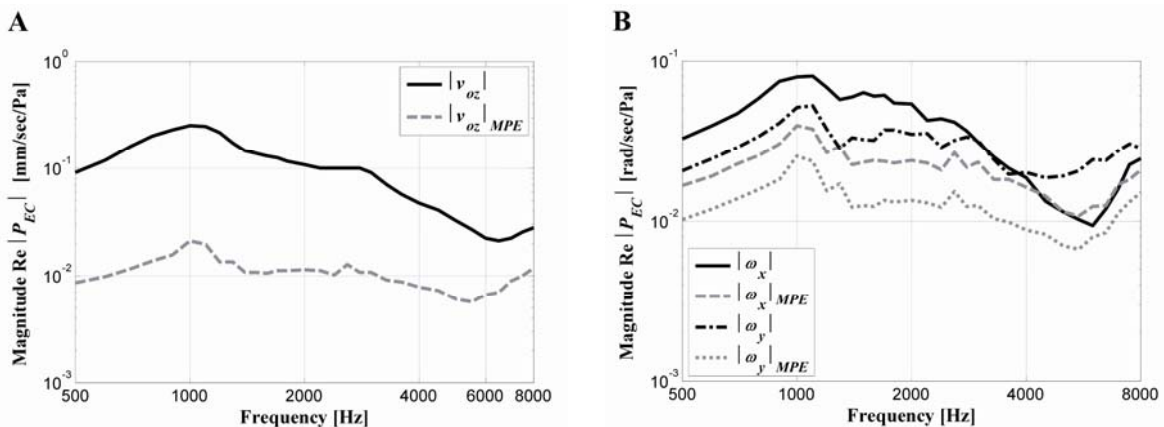 A
Magnitude Re |P_EC| [mm/sec/Pa]
10^0
10^-1
10^-2
10^-3
|v_oz|
|v_oz|_MPE
500
1000
2000
4000
6000
8000
Frequency [Hz]
B
Magnitude Re |P_EC| [rad/sec/Pa]
10^-1
10^-2
10^-3
|ω_x|
|ω_x|_MPE
|ω_y|
|ω_y|_MPE
500
1000
2000
4000
8000
Frequency [Hz]